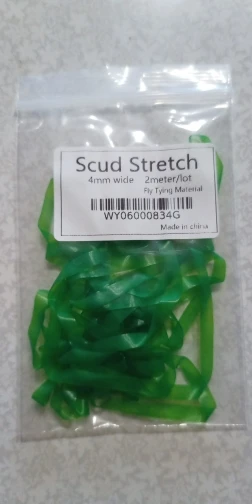 Scud Stretch
4mm wide 2meter/lot
Fly Tying Material
WY06000834G
Made in china